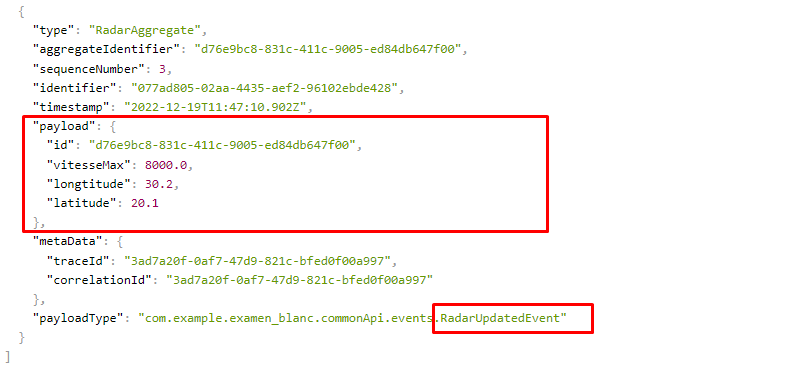 {
"type": "RadarAggregate",
"aggregateIdentifier": "d76e9bc8-831c-411c-9005-ed84db647f00",
"sequenceNumber": 3,
"identifier": "077ad805-02aa-4435-aef2-96102ebde428",
"timestamp": "2022-12-19T11:47:10.902Z",
"payload": {
"id": "d76e9bc8-831c-411c-9005-ed84db647f00",
"vitesseMax": 8000.0,
"longtitude": 30.2,
"latitude": 20.1
},
"metaData": {
"traceId": "3ad7a20f-0af7-47d9-821c-bfed0f00a997",
"correlationId": "3ad7a20f-0af7-47d9-821c-bfed0f00a997"
},
"payloadType": "com.example.examen_blanc.commonApi.events.RadarUpdatedEvent"
}
]